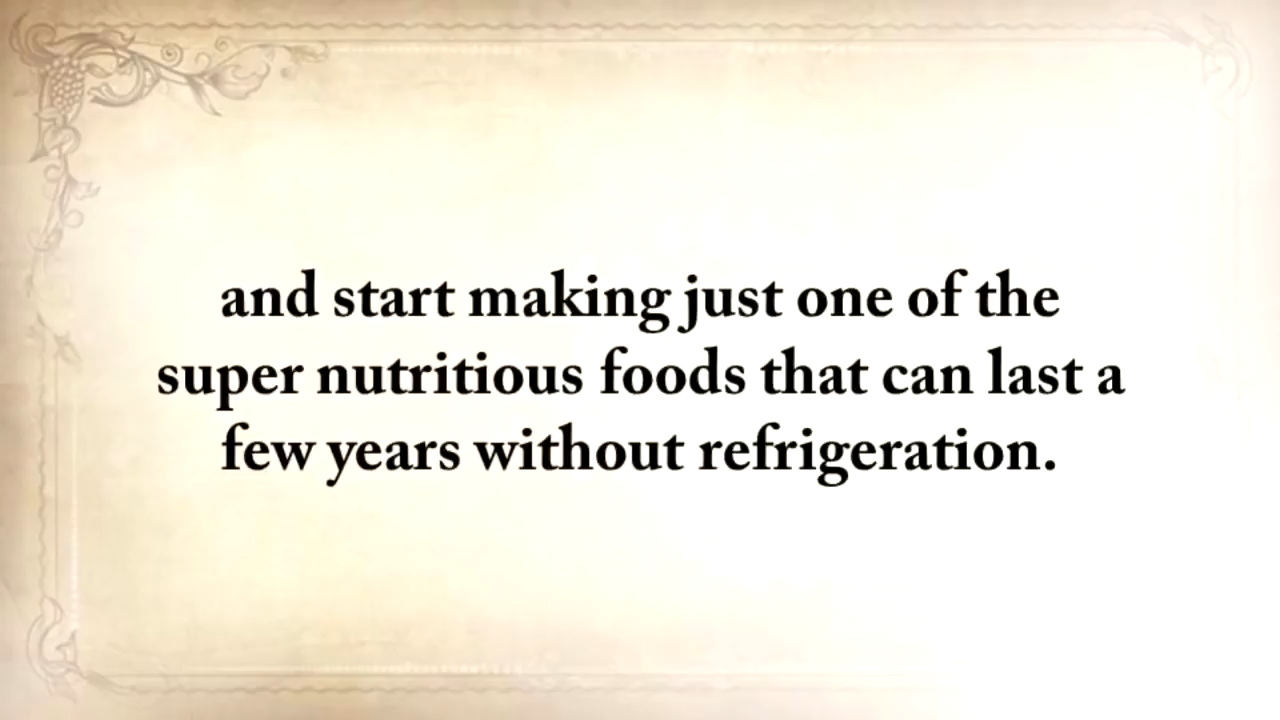 and start making just one of the
super nutritious foods that can last a
few years without refrigeration.